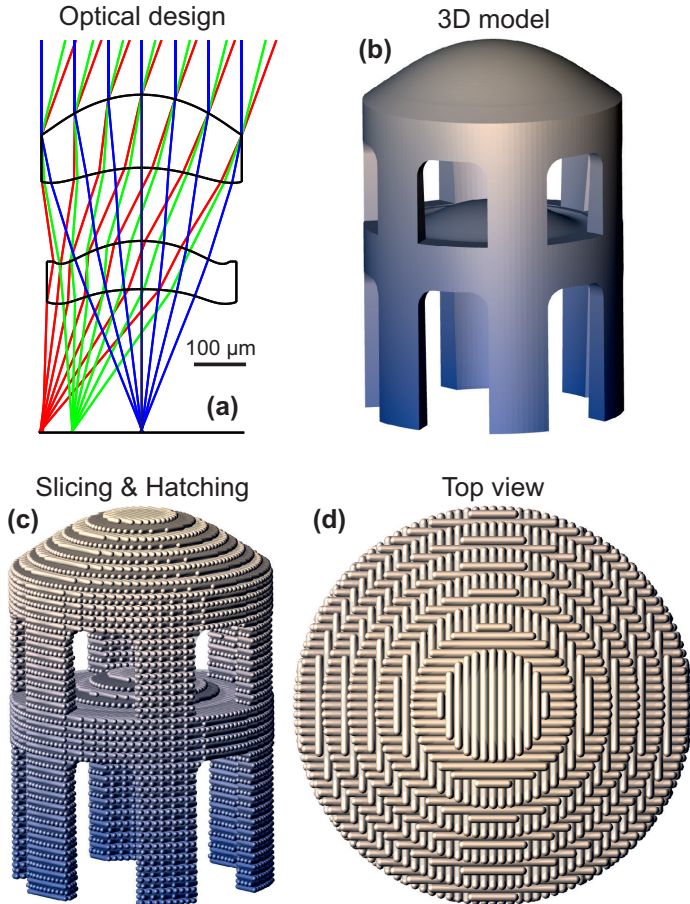 Optical design
3D model
(b)
100 µm
(a)
Slicing & Hatching
Top view
(c)
(d)